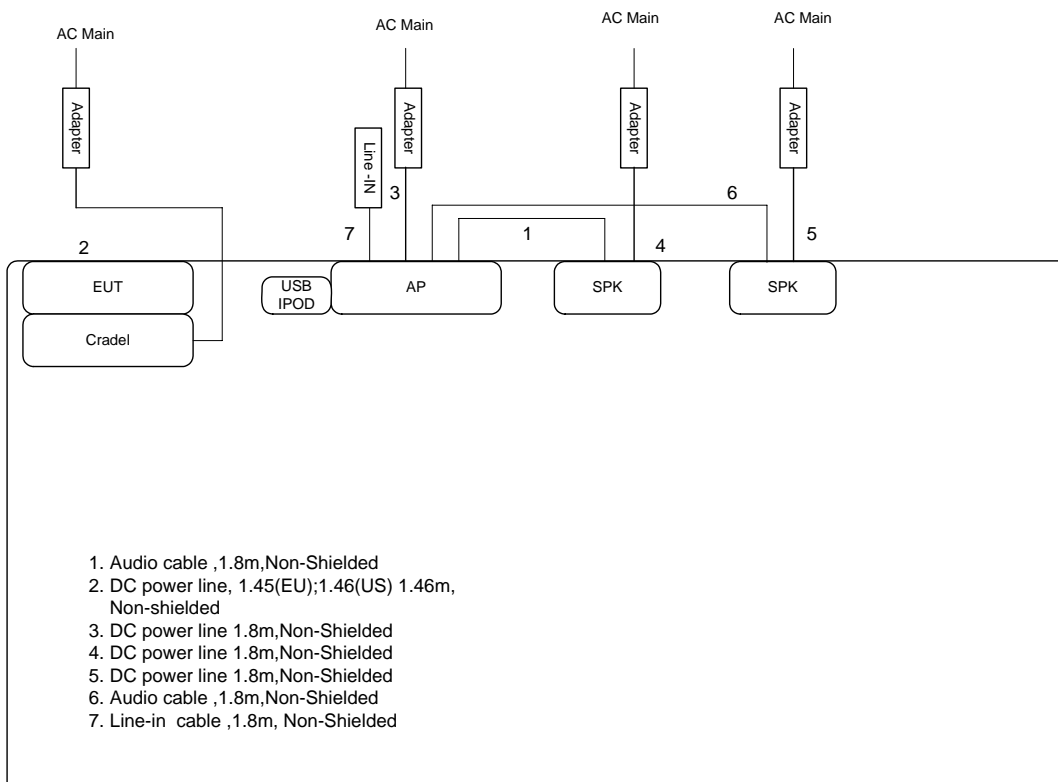 AC Main
AC Main
AC Main
AC Main
Adapter
Adapter
Adapter
Adapter
Line -IN
3
6
7
1
4
5
2
EUT
USB
IPOD
AP
SPK
SPK
Cradel
1. Audio cable ,1.8m,Non-Shielded
2. DC power line, 1.45(EU);1.46(US) 1.46m,
Non-shielded
3. DC power line 1.8m,Non-Shielded
4. DC power line 1.8m,Non-Shielded
5. DC power line 1.8m,Non-Shielded
6. Audio cable ,1.8m,Non-Shielded
7. Line-in cable ,1.8m, Non-Shielded